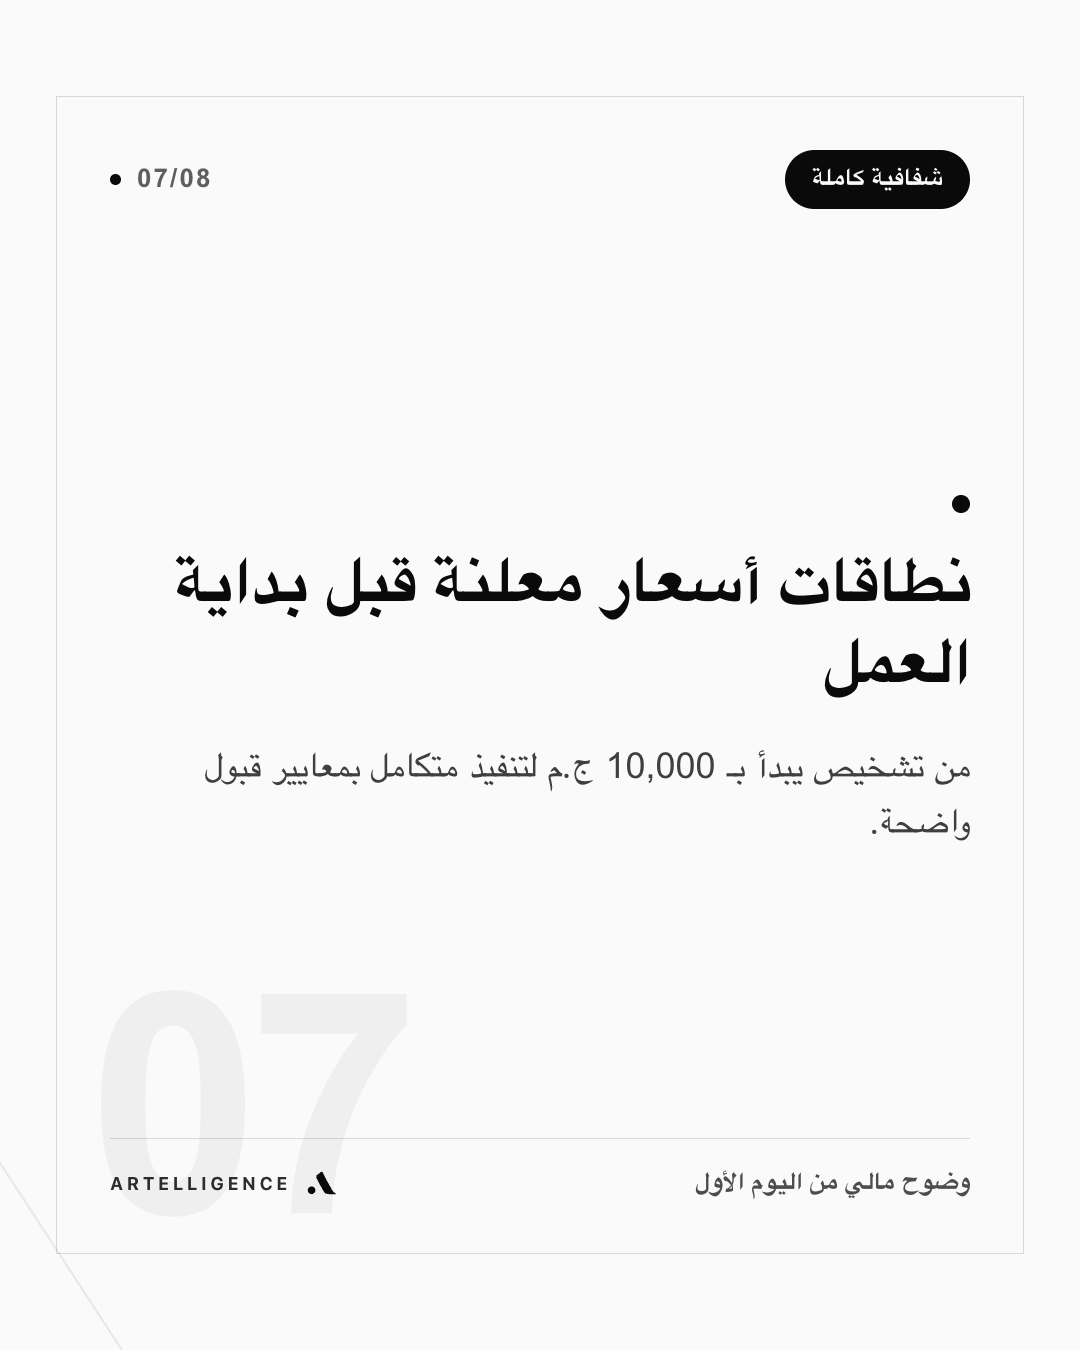 شفافية كاملة
07/08
نطاقات أسعار معلنة قبل بداية
العمل
من تشخيص يبدأ بـ 10,000 ج.م لتنفيذ متكامل بمعايير قبول
واضحة.
07
وضوح مالي من اليوم الأول
ARTELLIGENCE